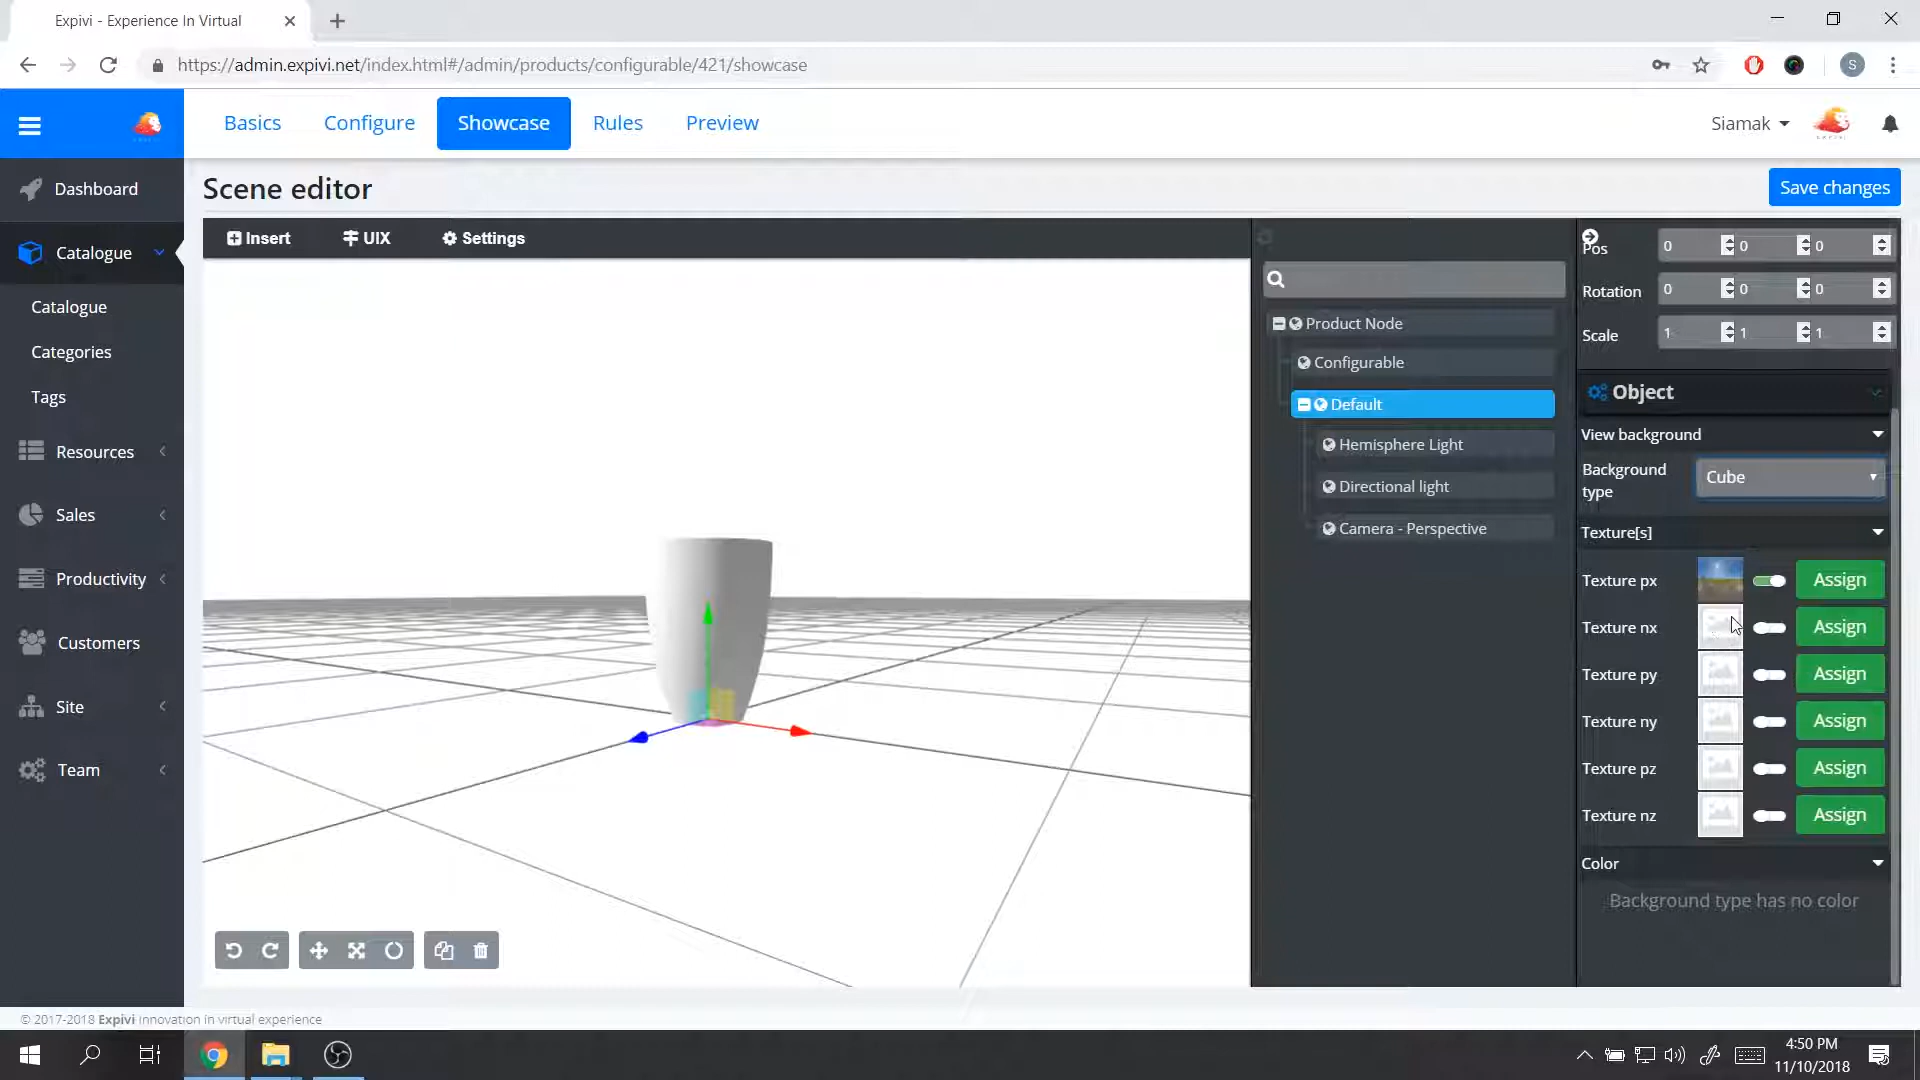 Expivi - Experience In Virtual
https://admin.expivi.net/index.html#/admin/products/configurable/421/showcase
S
Basics
Configure
Showcase
Rules
Preview
Siamak
Dashboard
Catalogue
Catalogue
Categories
Tags
Resources
Sales
Productivity
Customers
Site
Team
Scene editor
Save changes
Insert
UIX
Settings
Product Node
Configurable
Default
Hemisphere Light
Directional light
Camera - Perspective
Pos 0 0 0
Rotation 0 0 0
Scale 1 1 1
Object
View background
Background type
Cube
Texture[s]
Texture px Assign
Texture nx Assign
Texture py Assign
Texture ny Assign
Texture pz Assign
Texture nz Assign
Color
Background type has no color
© 2017-2018 Expivi innovation in virtual experience
4:50 PM
11/10/2018